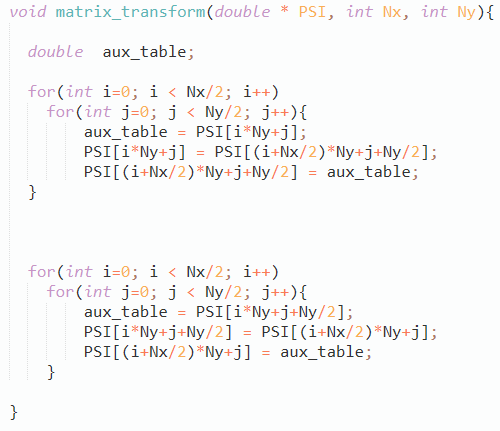 void matrix_transform(double * PSI, int Nx, int Ny){
double  aux_table;
for(int i=0; i < Nx/2; i++)
for(int j=0; j < Ny/2; j++){
aux_table = PSI[i*Ny+j];
PSI[i*Ny+j] = PSI[(i+Nx/2)*Ny+j+Ny/2];
PSI[(i+Nx/2)*Ny+j+Ny/2] = aux_table;
}
for(int i=0; i < Nx/2; i++)
for(int j=0; j < Ny/2; j++){
aux_table = PSI[i*Ny+j+Ny/2];
PSI[i*Ny+j+Ny/2] = PSI[(i+Nx/2)*Ny+j];
PSI[(i+Nx/2)*Ny+j] = aux_table;
}
}